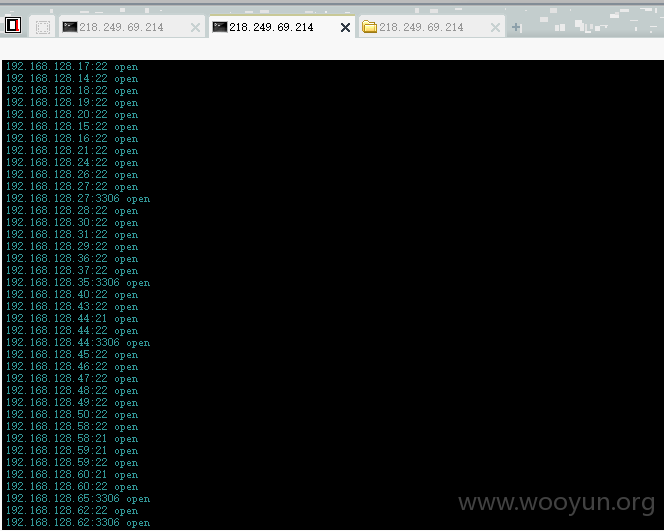 218.249.69.214
218.249.69.214
218.249.69.214
192.168.128.17:22 open
192.168.128.14:22 open
192.168.128.18:22 open
192.168.128.19:22 open
192.168.128.20:22 open
192.168.128.15:22 open
192.168.128.16:22 open
192.168.128.21:22 open
192.168.128.24:22 open
192.168.128.26:22 open
192.168.128.27:22 open
192.168.128.27:3306 open
192.168.128.28:22 open
192.168.128.30:22 open
192.168.128.31:22 open
192.168.128.29:22 open
192.168.128.36:22 open
192.168.128.37:22 open
192.168.128.35:3306 open
192.168.128.40:22 open
192.168.128.43:22 open
192.168.128.44:21 open
192.168.128.44:22 open
192.168.128.44:3306 open
192.168.128.45:22 open
192.168.128.46:22 open
192.168.128.47:22 open
192.168.128.48:22 open
192.168.128.49:22 open
192.168.128.50:22 open
192.168.128.58:22 open
192.168.128.58:21 open
192.168.128.59:21 open
192.168.128.59:22 open
192.168.128.60:21 open
192.168.128.60:22 open
192.168.128.65:3306 open
192.168.128.62:22 open
192.168.128.62:3306 open
www.wooyun.org